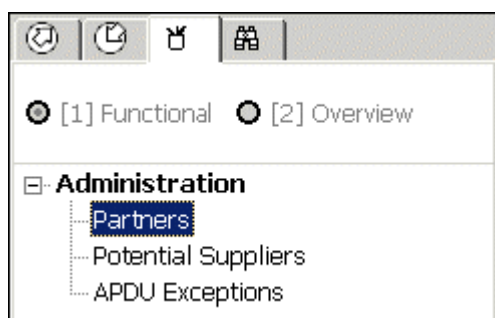 [1] Functional [2] Overview
Administration
Partners
Potential Suppliers
APDU Exceptions